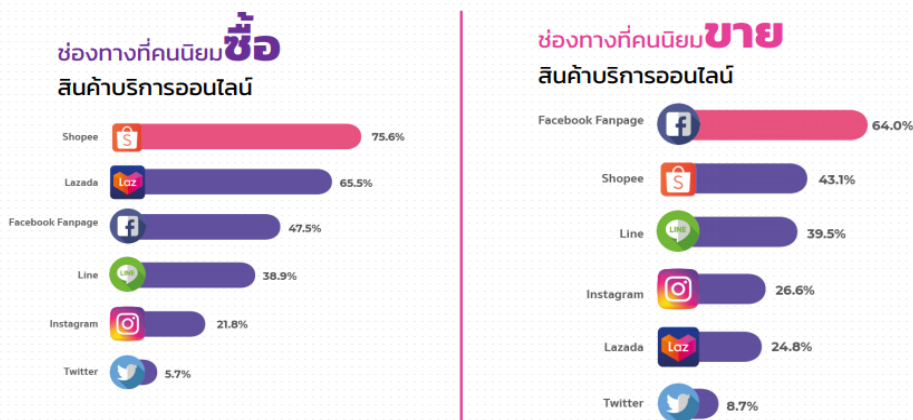 ช่องทางที่คนนิยมซื้อ
สินค้าบริการออนไลน์
Shopee 75.6%
Lazada Laz 65.5%
Facebook Fanpage 47.5%
Line LINE 38.9%
Instagram 21.8%
Twitter 5.7%
ช่องทางที่คนนิยมขาย
สินค้าบริการออนไลน์
Facebook Fanpage 64.0%
Shopee 43.1%
Line LINE 39.5%
Instagram 26.6%
Lazada Laz 24.8%
Twitter 8.7%